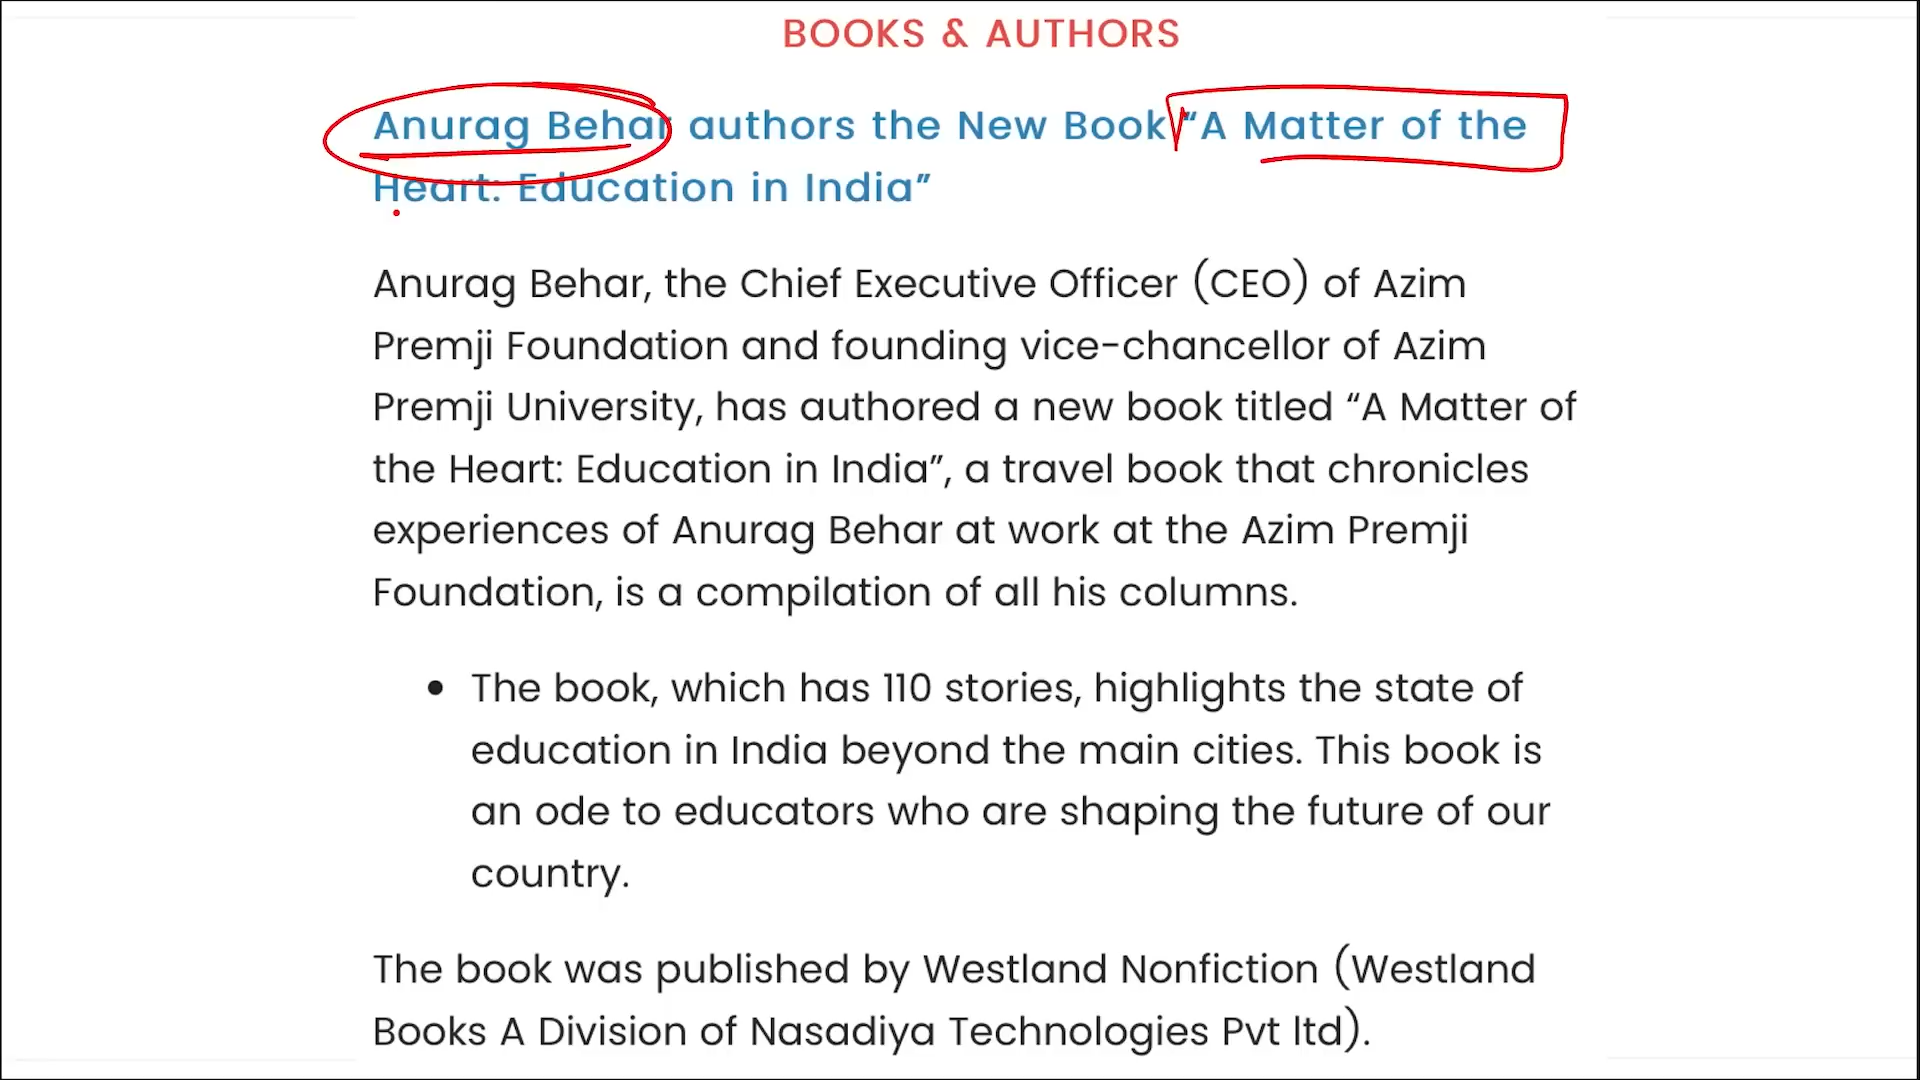 BOOKS & AUTHORS
Anurag Behar authors the New Book “A Matter of the
Heart: Education in India”
Anurag Behar, the Chief Executive Officer (CEO) of Azim
Premji Foundation and founding vice-chancellor of Azim
Premji University, has authored a new book titled “A Matter of
the Heart: Education in India”, a travel book that chronicles
experiences of Anurag Behar at work at the Azim Premji
Foundation, is a compilation of all his columns.
• The book, which has 110 stories, highlights the state of
education in India beyond the main cities. This book is
an ode to educators who are shaping the future of our
country.
The book was published by Westland Nonfiction (Westland
Books A Division of Nasadiya Technologies Pvt ltd).